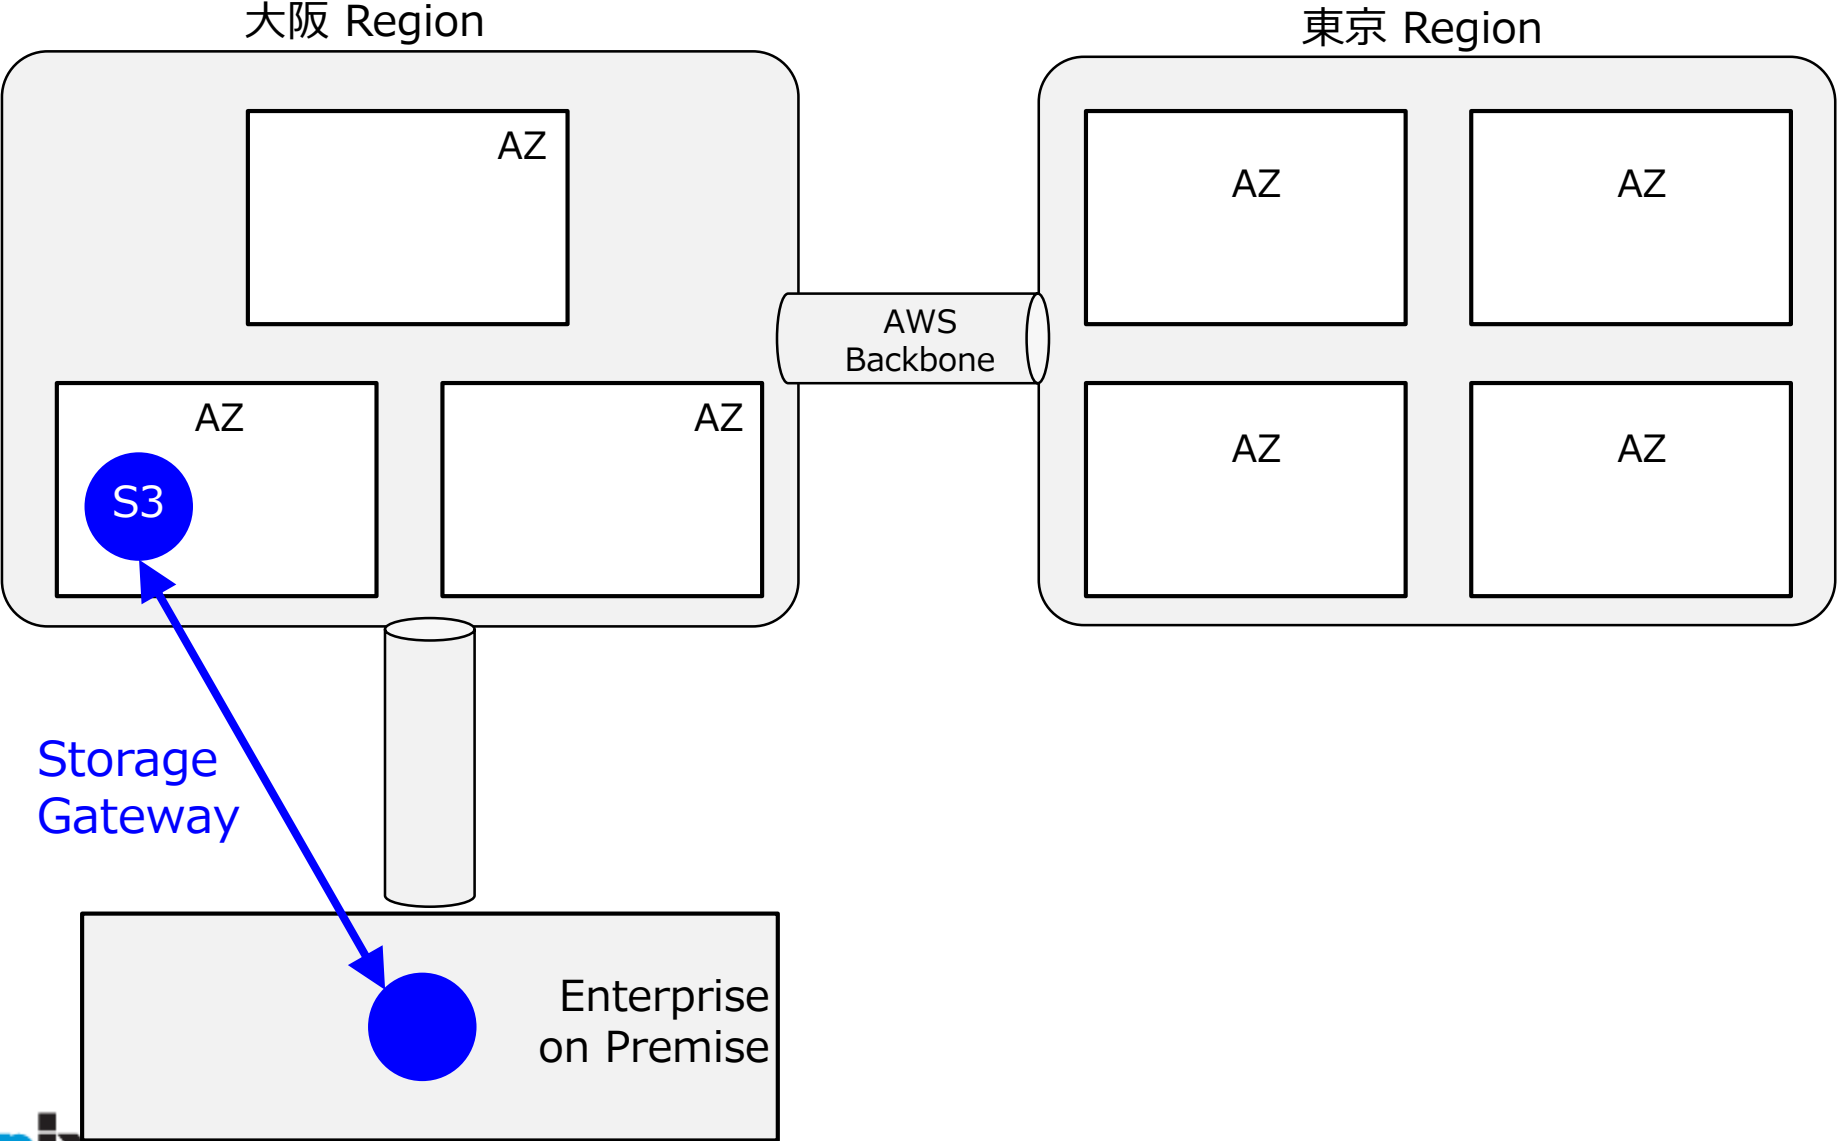 大阪 Region
東京 Region
AZ
AZ
AZ
AWS
Backbone
AZ
AZ
AZ
AZ
S3
Storage
Gateway
Enterprise
on Premise